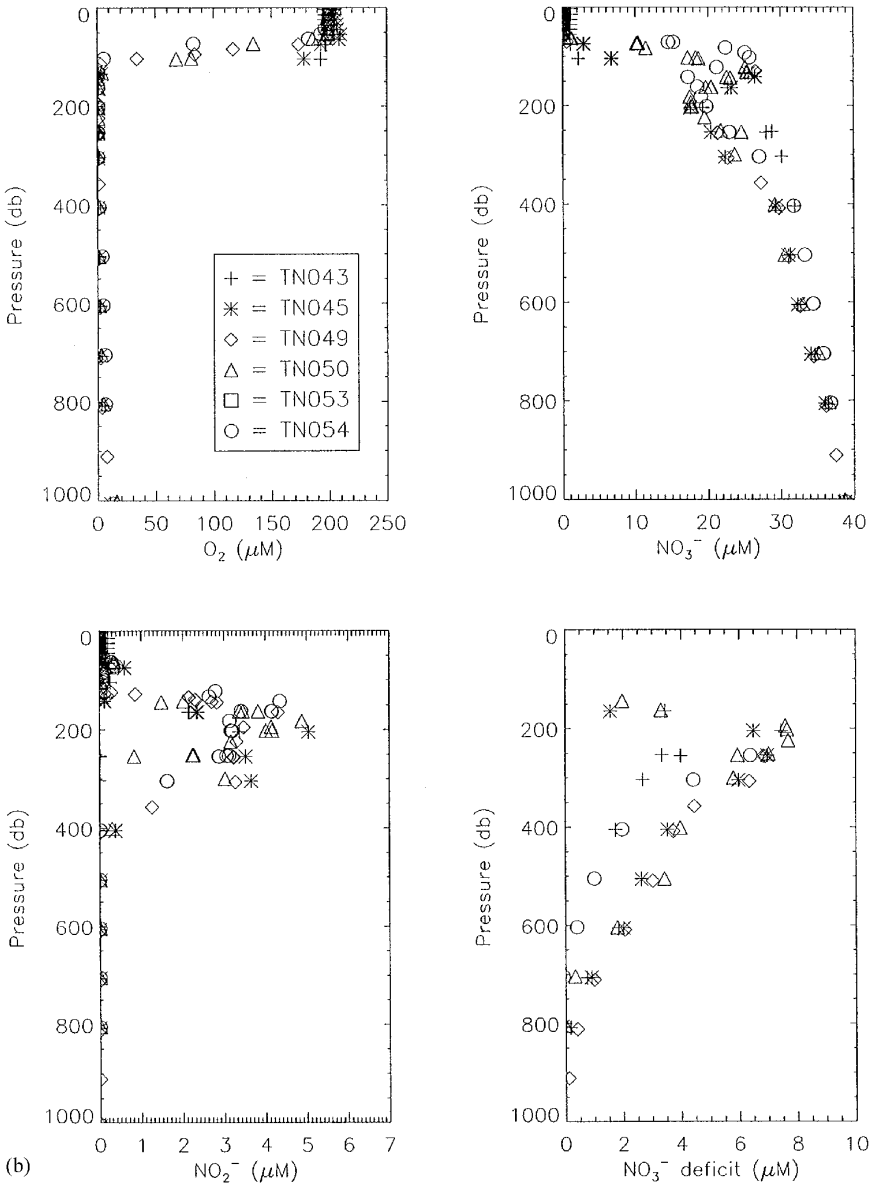 0
200
400
600
800
1000
Pressure (db)
0 50 100 150 200 250
O₂ (μM)
+ = TN043
✳ = TN045
◇ = TN049
△ = TN050
□ = TN053
○ = TN054
0
200
400
600
800
1000
Pressure (db)
0 10 20 30 40
NO₃⁻ (μM)
0
200
400
600
800
1000
Pressure (db)
0 1 2 3 4 5 6 7
NO₂⁻ (μM)
(b)
0
200
400
600
800
1000
Pressure (db)
0 2 4 6 8 10
NO₃⁻ deficit (μM)